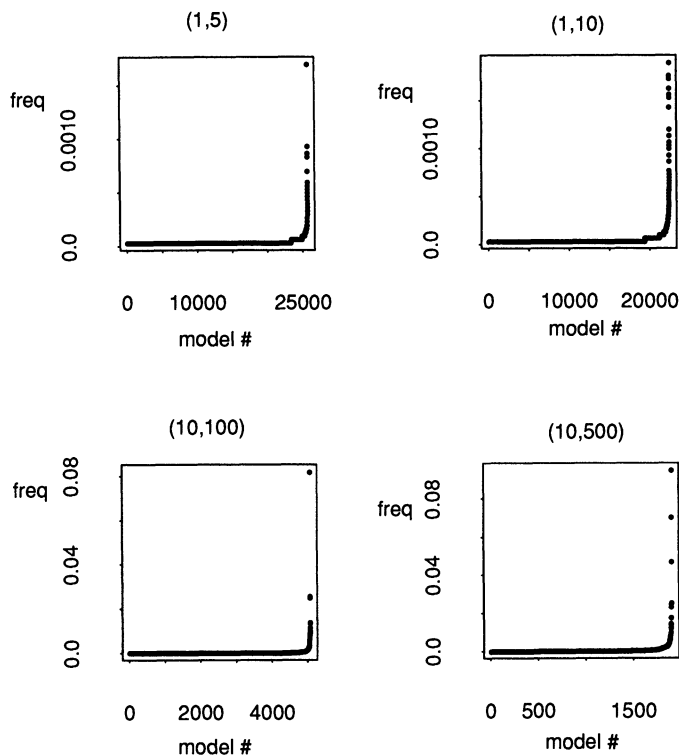 (1,5)
freq
0.0010
0.0
0 10000 25000
model #
(1,10)
freq
0.0010
0.0
0 10000 20000
model #
(10,100)
freq
0.08
0.04
0.0
0 2000 4000
model #
(10,500)
freq
0.08
0.04
0.0
0 500 1500
model #